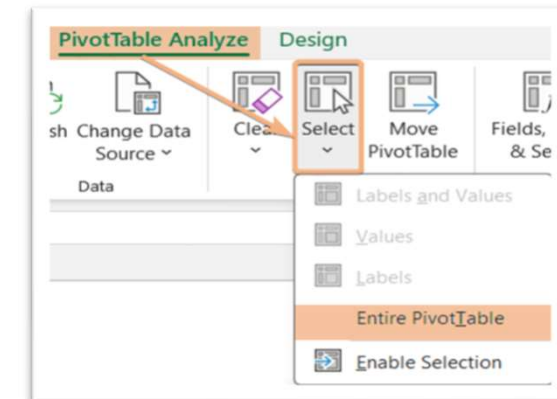 PivotTable Analyze Design
sh Change Data Clear Select Move Fields,
Source PivotTable & Se
Data
Labels and Values
Values
Labels
Entire PivotTable
Enable Selection